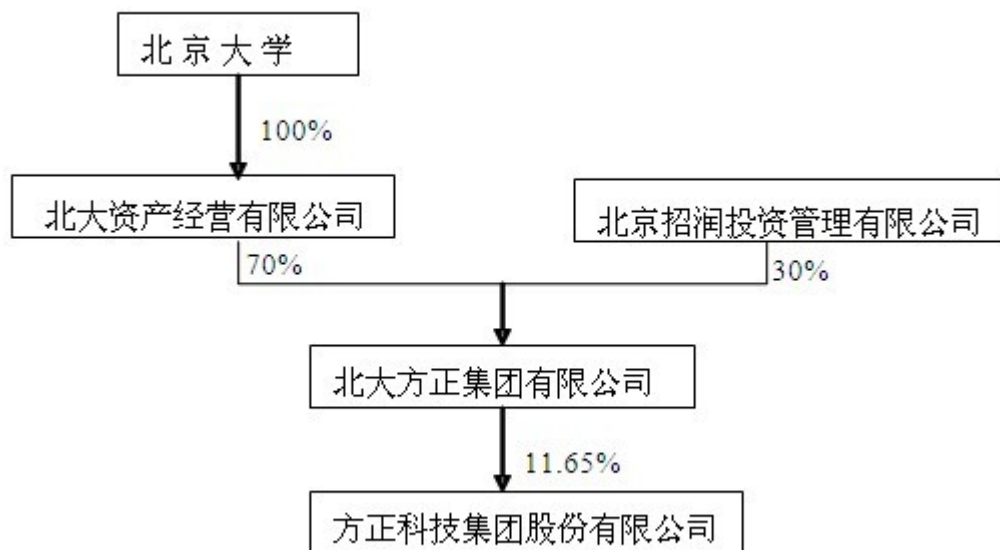 北京大学
100%
北大资产经营有限公司
北京招润投资管理有限公司
70%
30%
北大方正集团有限公司
11.65%
方正科技集团股份有限公司